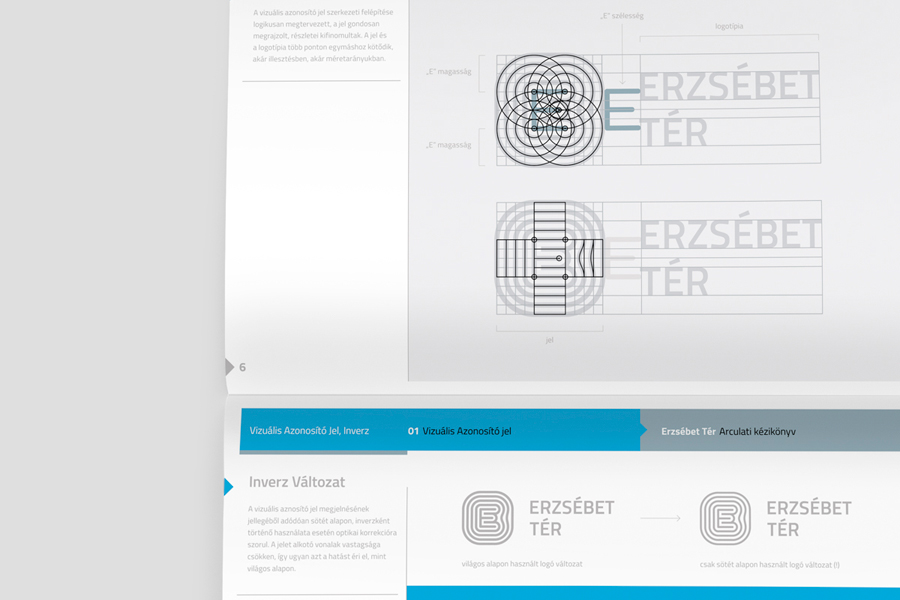 A vizuális azonosító jel szerkezeti felépítése
logikusan megtervezett, a jel gondosan
megrajzolt, részletei kifinomultak. A jel és
a logotípia több ponton egymáshoz kötődik,
akár illesztésben, akár méretarányukban.
„E” szélesség
logotípia
„E” magasság
„E” magasság
E
ERZSÉBET
TÉR
ERZSÉBET
TÉR
jel
6
Vizuális Azonosító Jel, Inverz
01 Vizuális Azonosító jel
Erzsébet Tér Arculati kézikönyv
Inverz Változat
A vizuális aznosító jel megjelnésének
jellegéből adódóan sötét alapon, inverzként
történő használata esetén optikai korrekcióra
szorul. A jelet alkotó vonalak vastagsága
csökken, így ugyan azt a hatást éri el, mint
világos alapon.
ERZSÉBET
TÉR
ERZSÉBET
TÉR
világos alapon használt logó változat
csak sötét alapon használt logó változat (!)